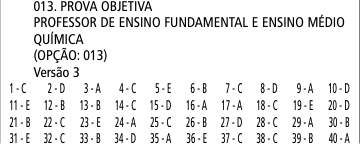 013. PROVA OBJETIVA
PROFESSOR DE ENSINO FUNDAMENTAL E ENSINO MÉDIO
QUÍMICA
(OPÇÃO: 013)
Versão 3
1 - C 2 - D 3 - A 4 - C 5 - E 6 - B 7 - C 8 - D 9 - A 10 - D
11 - E 12 - B 13 - B 14 - C 15 - D 16 - A 17 - A 18 - C 19 - E 20 - D
21 - B 22 - C 23 - E 24 - A 25 - D 26 - A 27 - E 28 - C 29 - A 30 - B
31 - E 32 - C 33 - B 34 - D 35 - A 36 - E 37 - C 38 - C 39 - B 40 - A